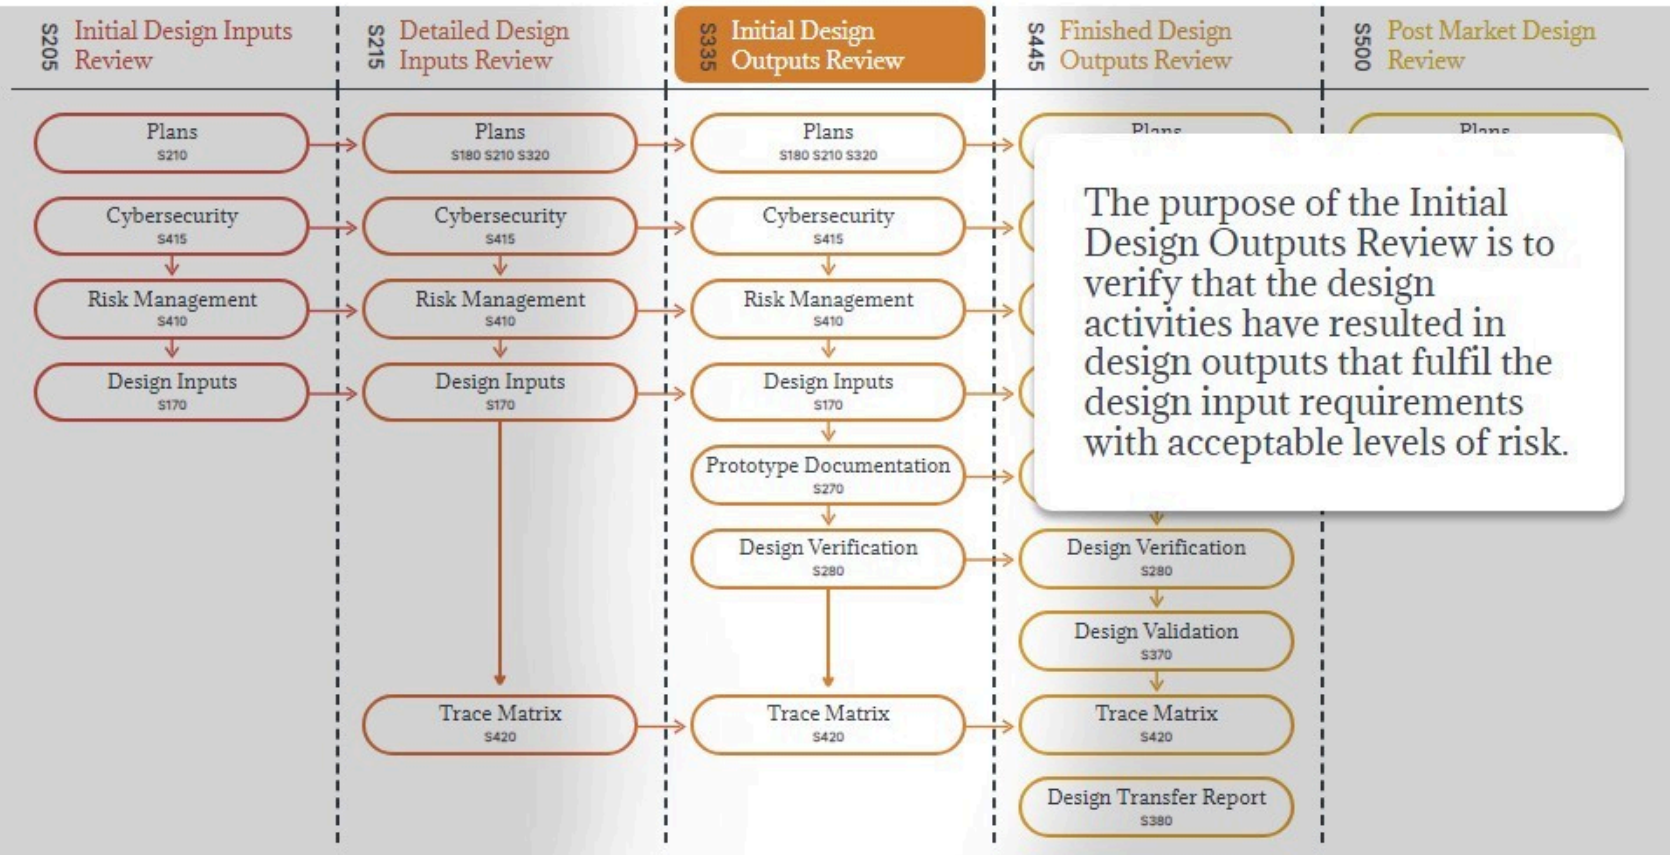 S205
Initial Design Inputs
Review
S215
Detailed Design
Inputs Review
S335
Initial Design
Outputs Review
S445
Finished Design
Outputs Review
S500
Post Market Design
Review
Plans
S210
Plans
S180 S210 S320
Plans
S180 S210 S320
Plans
Plans
Cybersecurity
S415
Cybersecurity
S415
Cybersecurity
S415
Risk Management
S410
Risk Management
S410
Risk Management
S410
Design Inputs
S170
Design Inputs
S170
Design Inputs
S170
The purpose of the Initial
Design Outputs Review is to
verify that the design
activities have resulted in
design outputs that fulfil the
design input requirements
with acceptable levels of risk.
Prototype Documentation
S270
Design Verification
S280
Design Verification
S280
Design Validation
S370
Trace Matrix
S420
Trace Matrix
S420
Trace Matrix
S420
Design Transfer Report
S380